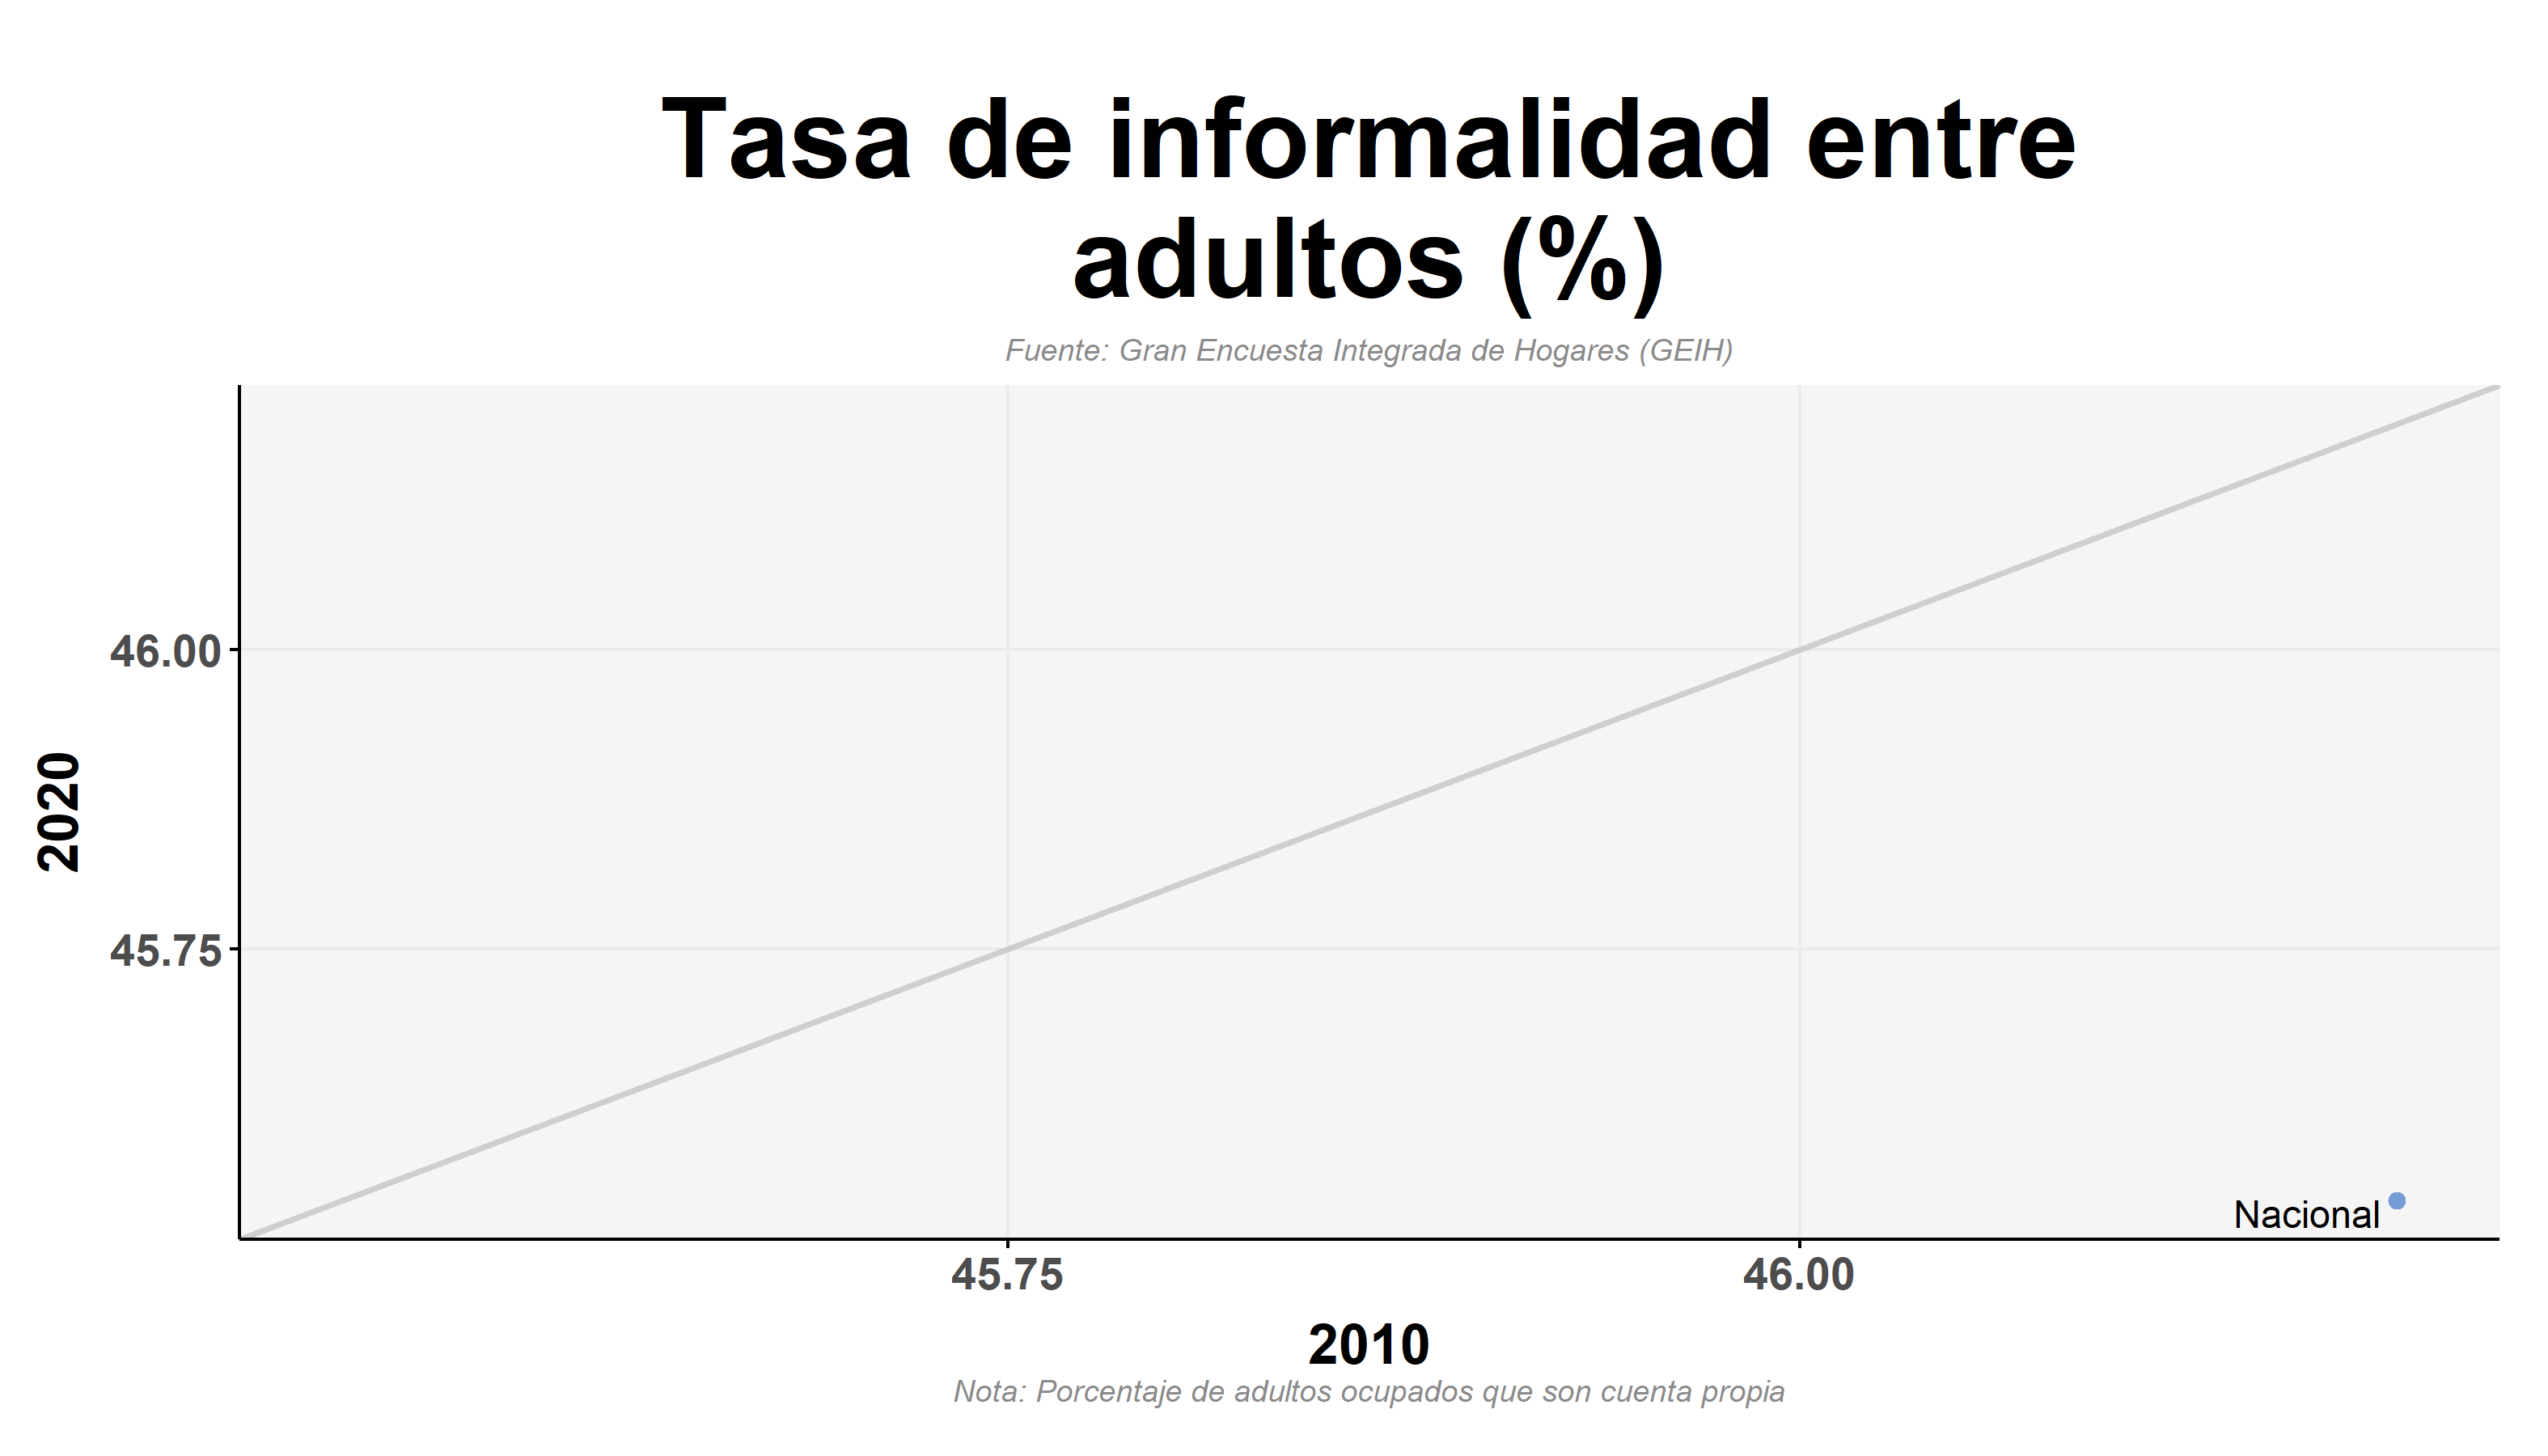 Tasa de informalidad entre
adultos (%)
Fuente: Gran Encuesta Integrada de Hogares (GEIH)
46.00
2020
45.75
Nacional
45.75 46.00
2010
Nota: Porcentaje de adultos ocupados que son cuenta propia